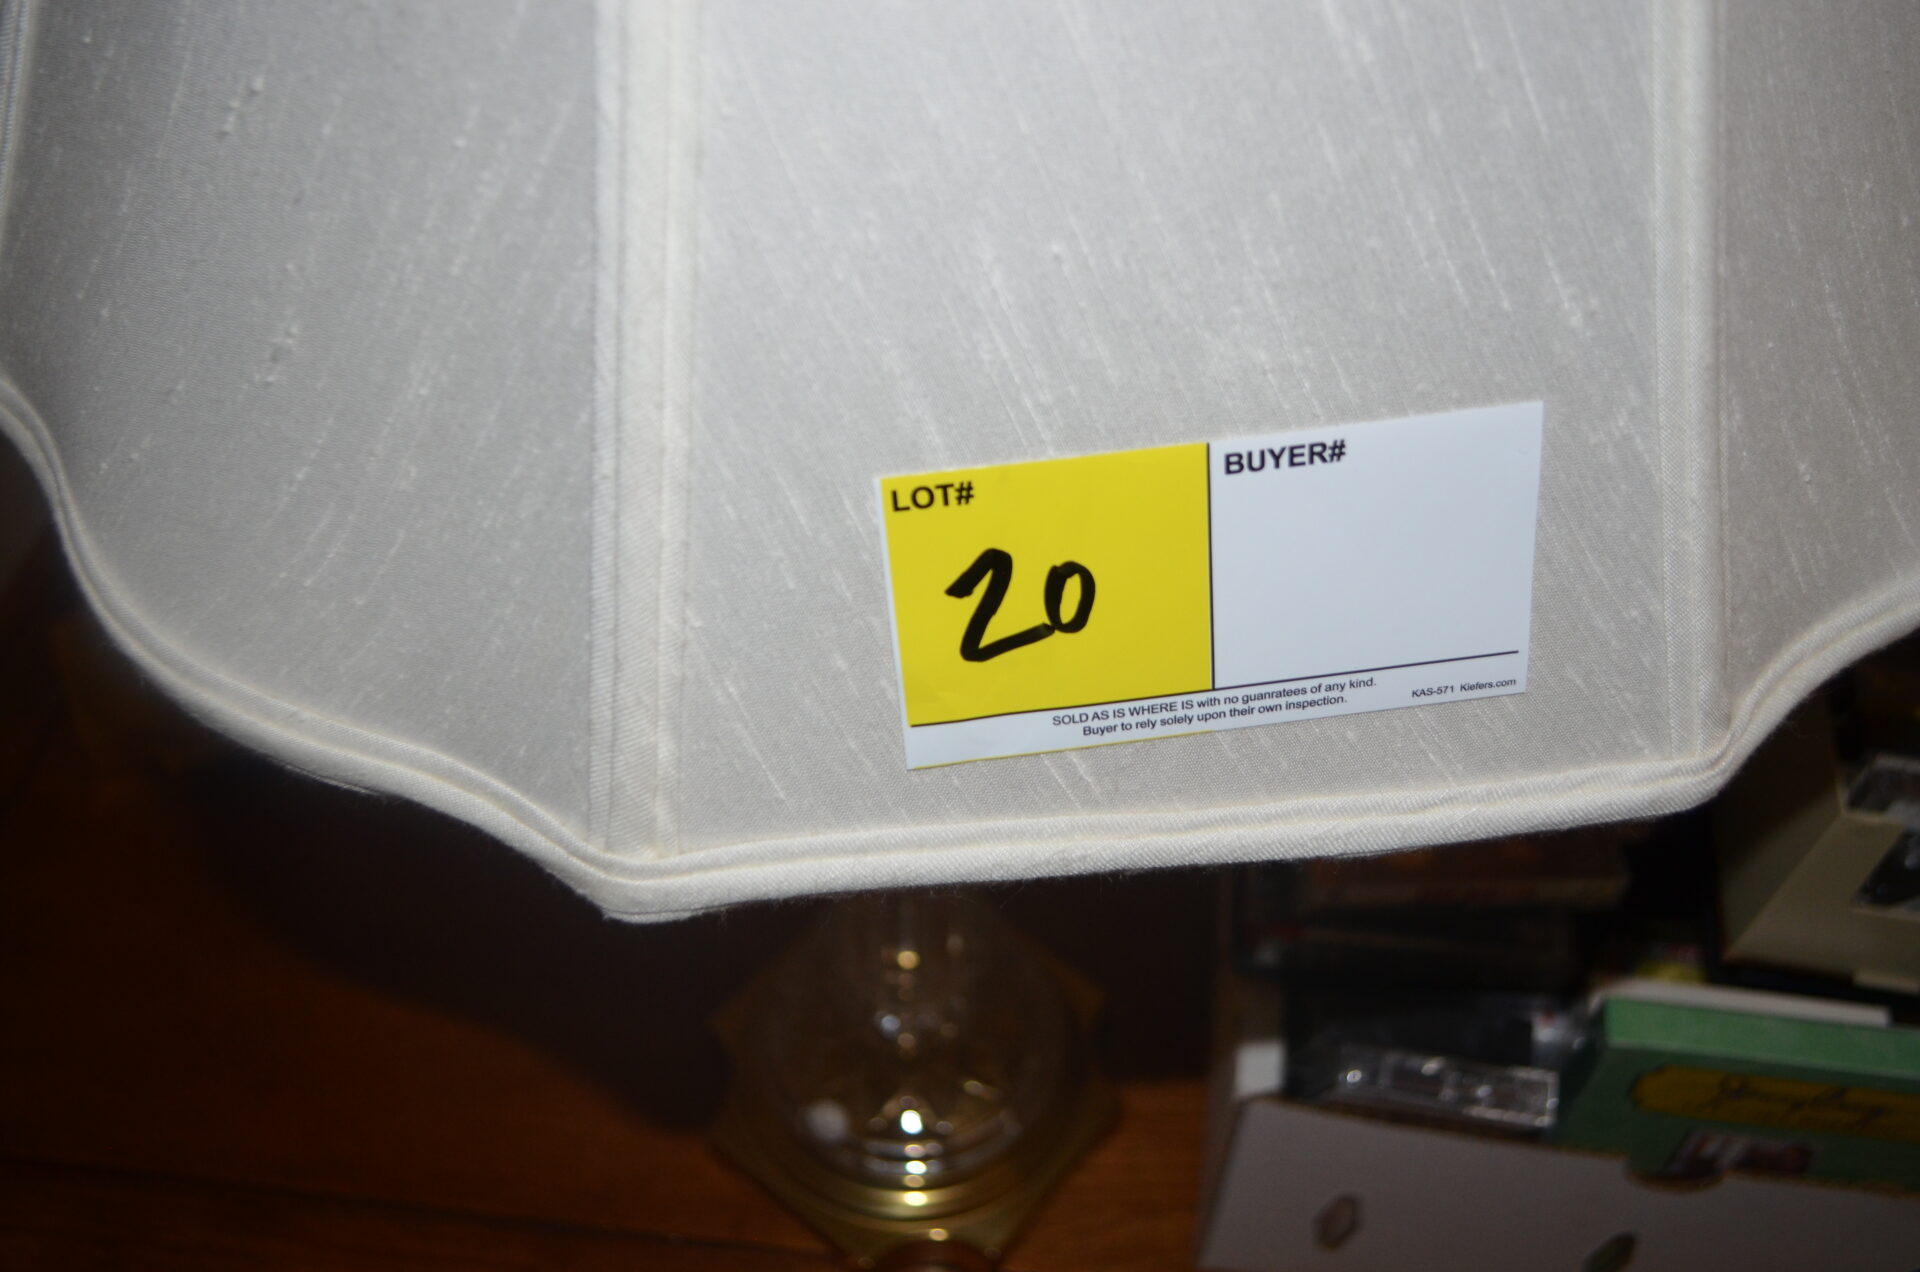 LOT#
BUYER#
20
SOLD AS IS WHERE IS with no guanratees of any kind.
Buyer to rely solely upon their own inspection.
KAS-571 Kiefers.com